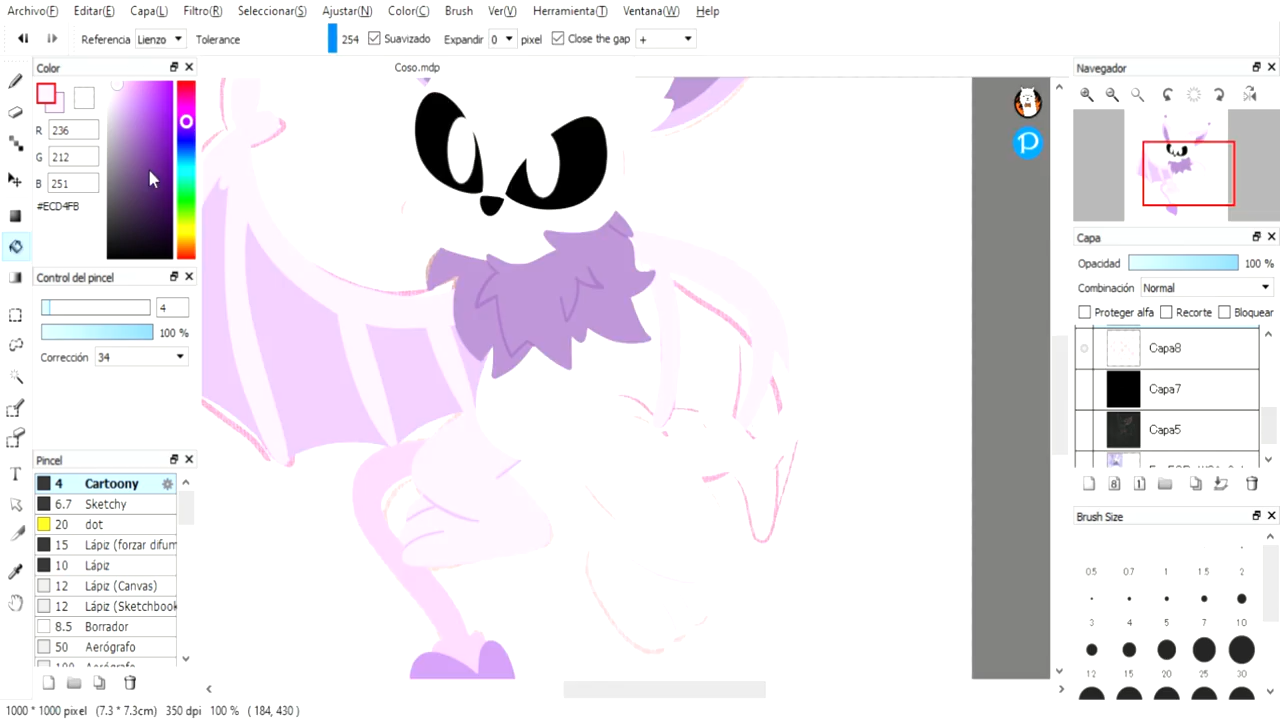 Archivo(F) Editar(E) Capa(L) Filtro(R) Seleccionar(S) Ajustar(N) Color(C) Brush Ver(V) Herramienta(T) Ventana(W) Help
Referencia Lienzo Tolerance 254 Suavizado Expandir 0 pixel Close the gap +
Color
Coso.mdp
Navegador
R 236
G 212
B 251
#ECD4FB
Capa
Opacidad 100 %
Combinación Normal
Proteger alfa Recorte Bloquear
Capa8
Capa7
Capa5
8 1
Control del pincel
4
100 %
Corrección 34
Pincel
4 Cartoony
6.7 Sketchy
20 dot
15 Lápiz (forzar difum
10 Lápiz
12 Lápiz (Canvas)
12 Lápiz (Sketchbook
8.5 Borrador
50 Aerógrafo
Brush Size
0.5 0.7 1 1.5 2
3 4 5 7 10
12 15 20 25 30
1000 * 1000 pixel (7.3 * 7.3cm) 350 dpi 100 % ( 184, 430 )